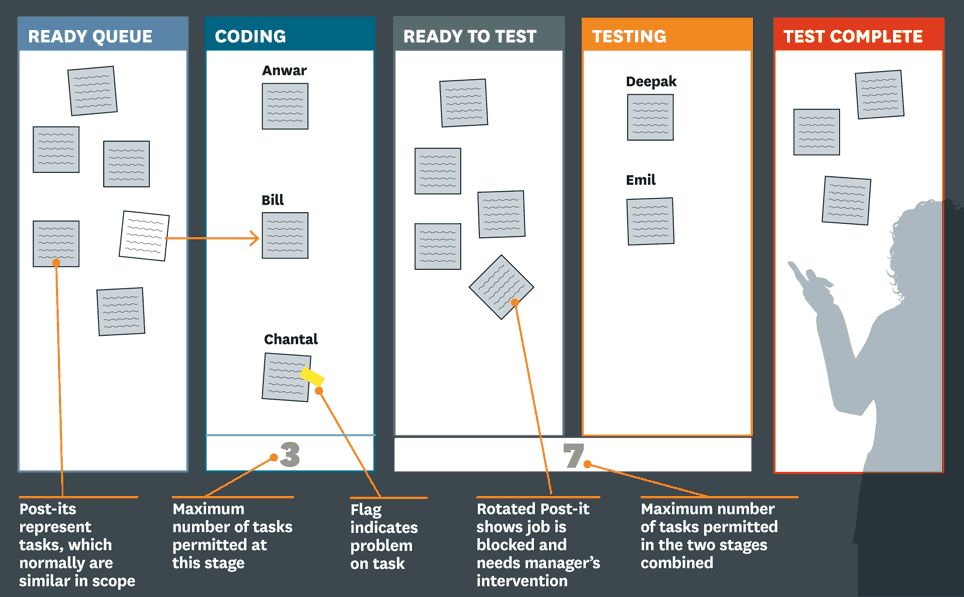 READY QUEUE
CODING
READY TO TEST
TESTING
TEST COMPLETE
Anwar
Bill
Chantal
Deepak
Emil
3
7
Post-its
represent
tasks, which
normally are
similar in scope
Maximum
number of tasks
permitted at
this stage
Flag
indicates
problem
on task
Rotated Post-it
shows job is
blocked and
needs manager’s
intervention
Maximum number
of tasks permitted
in the two stages
combined